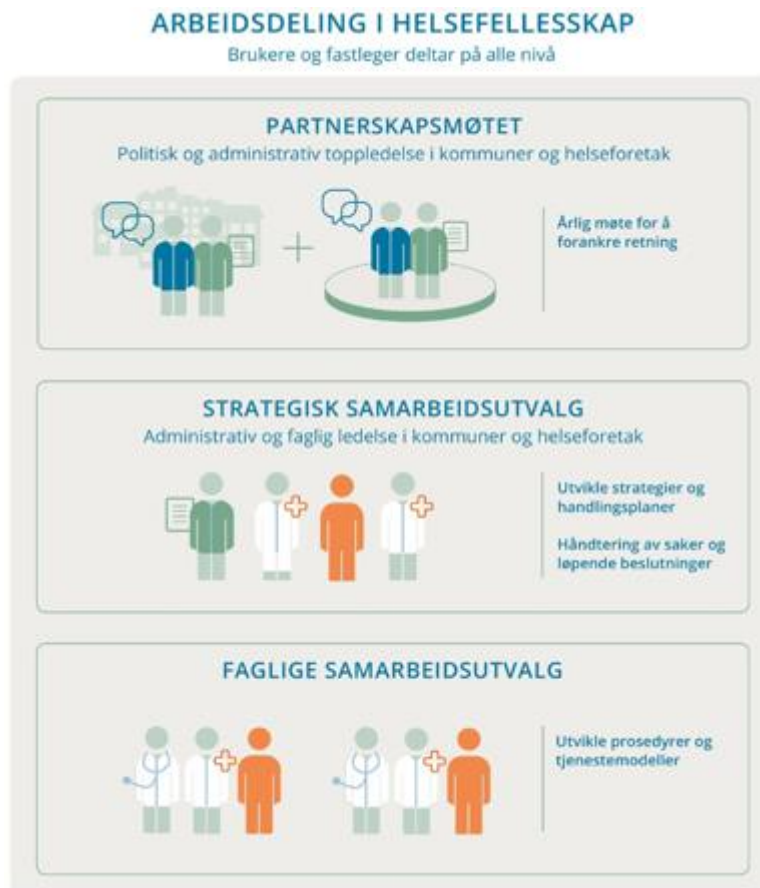 ARBEIDSDELING I HELSEFELLESSKAP
Brukere og fastleger deltar på alle nivå
PARTNERSKAPSMØTET
Politisk og administrativ toppledelse i kommuner og helseforetak
Årlig møte for å
forankre retning
STRATEGISK SAMARBEIDSUTVALG
Administrativ og faglig ledelse i kommuner og helseforetak
Utvikle strategier og
handlingsplaner
Håndtering av saker og
løpende beslutninger
FAGLIGE SAMARBEIDSUTVALG
Utvikle prosedyrer og
tjenestemodeller